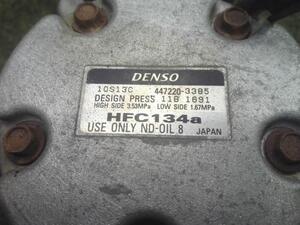 DENSO
10S13C 447220-3385
DESIGN PRESS 118 1691
HIGH SIDE 3.53MPa LOW SIDE 1.67MPa
HFC134a
USE ONLY ND-OIL 8 JAPAN